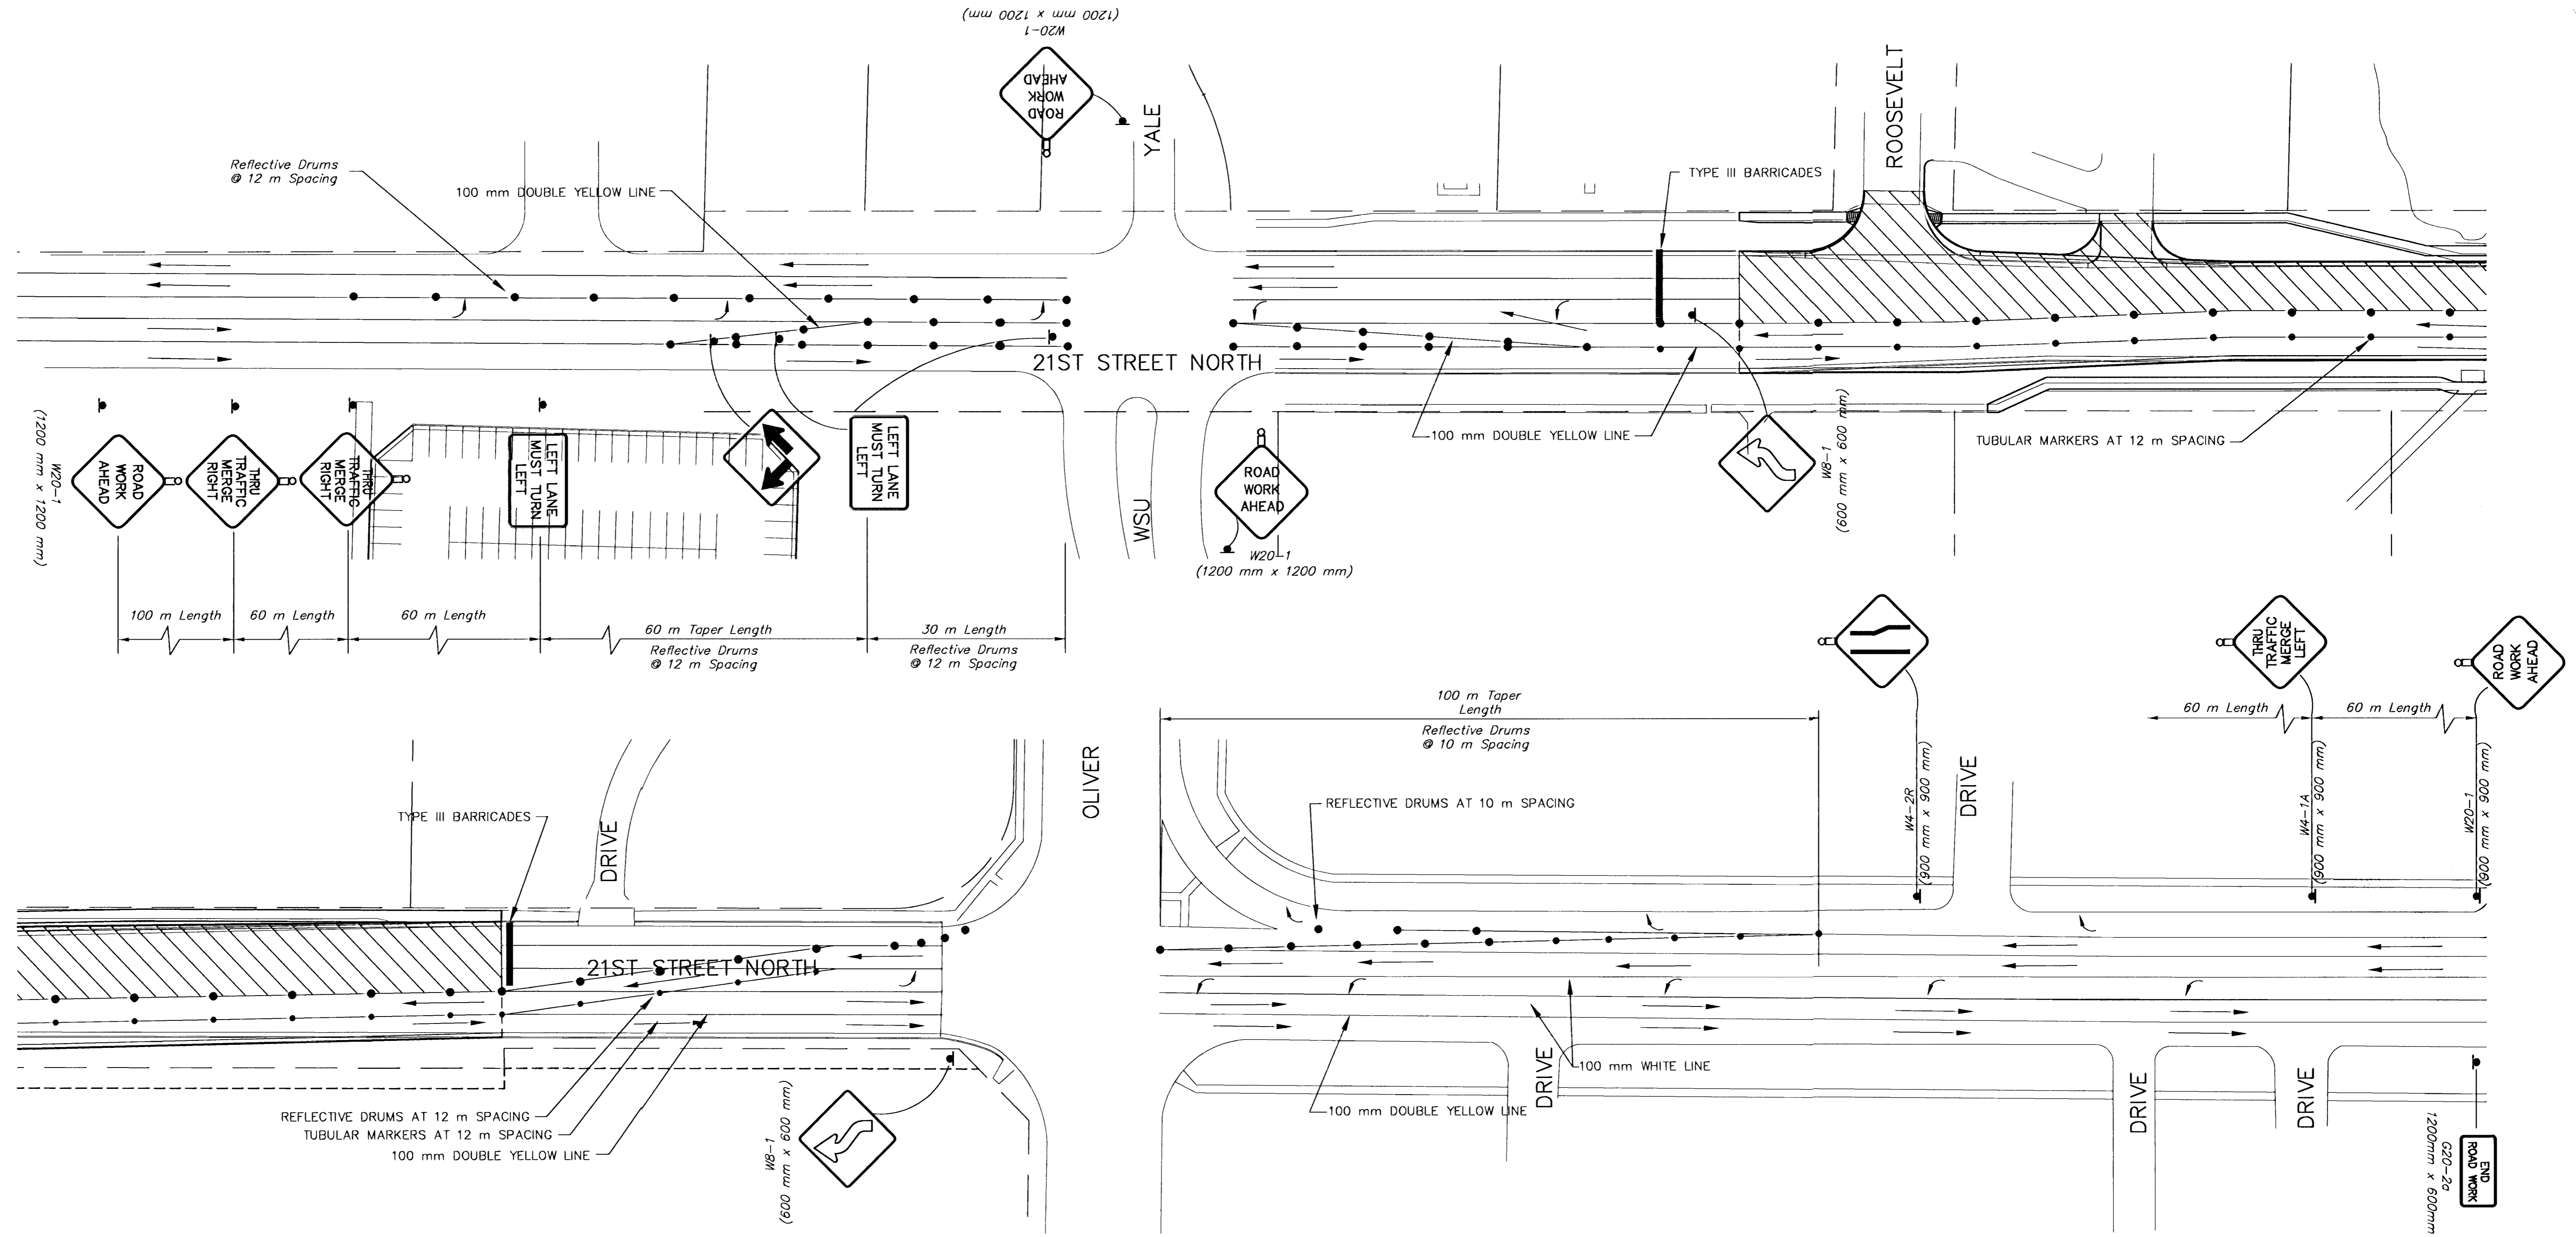 (1200 mm x 1200 mm)
W20-1
ROAD
WORK
AHEAD
YALE
ROOSEVELT
Reflective Drums
@ 12 m Spacing
100 mm DOUBLE YELLOW LINE
TYPE III BARRICADES
21ST STREET NORTH
W20-1
(1200 mm x 1200 mm)
ROAD
WORK
AHEAD
THRU
TRAFFIC
MERGE
RIGHT
THRU
TRAFFIC
MERGE
RIGHT
LEFT LANE
MUST TURN
LEFT
LEFT LANE
MUST TURN
LEFT
WSU
ROAD
WORK
AHEAD
W20-1
(1200 mm x 1200 mm)
100 mm DOUBLE YELLOW LINE
W8-1
(600 mm x 600 mm)
TUBULAR MARKERS AT 12 m SPACING
100 m Length
60 m Length
60 m Length
60 m Taper Length
Reflective Drums
@ 12 m Spacing
30 m Length
Reflective Drums
@ 12 m Spacing
100 m Taper
Length
Reflective Drums
@ 10 m Spacing
THRU
TRAFFIC
MERGE
LEFT
ROAD
WORK
AHEAD
60 m Length
60 m Length
W4-2R
(900 mm x 900 mm)
DRIVE
W4-1A
(900 mm x 900 mm)
W20-1
(900 mm x 900 mm)
TYPE III BARRICADES
DRIVE
OLIVER
REFLECTIVE DRUMS AT 10 m SPACING
21ST STREET NORTH
REFLECTIVE DRUMS AT 12 m SPACING
TUBULAR MARKERS AT 12 m SPACING
100 mm DOUBLE YELLOW LINE
W8-1
(600 mm x 600 mm)
100 mm WHITE LINE
100 mm DOUBLE YELLOW LINE
DRIVE
DRIVE
DRIVE
END
ROAD WORK
G20-2a
1200mm x 600mm